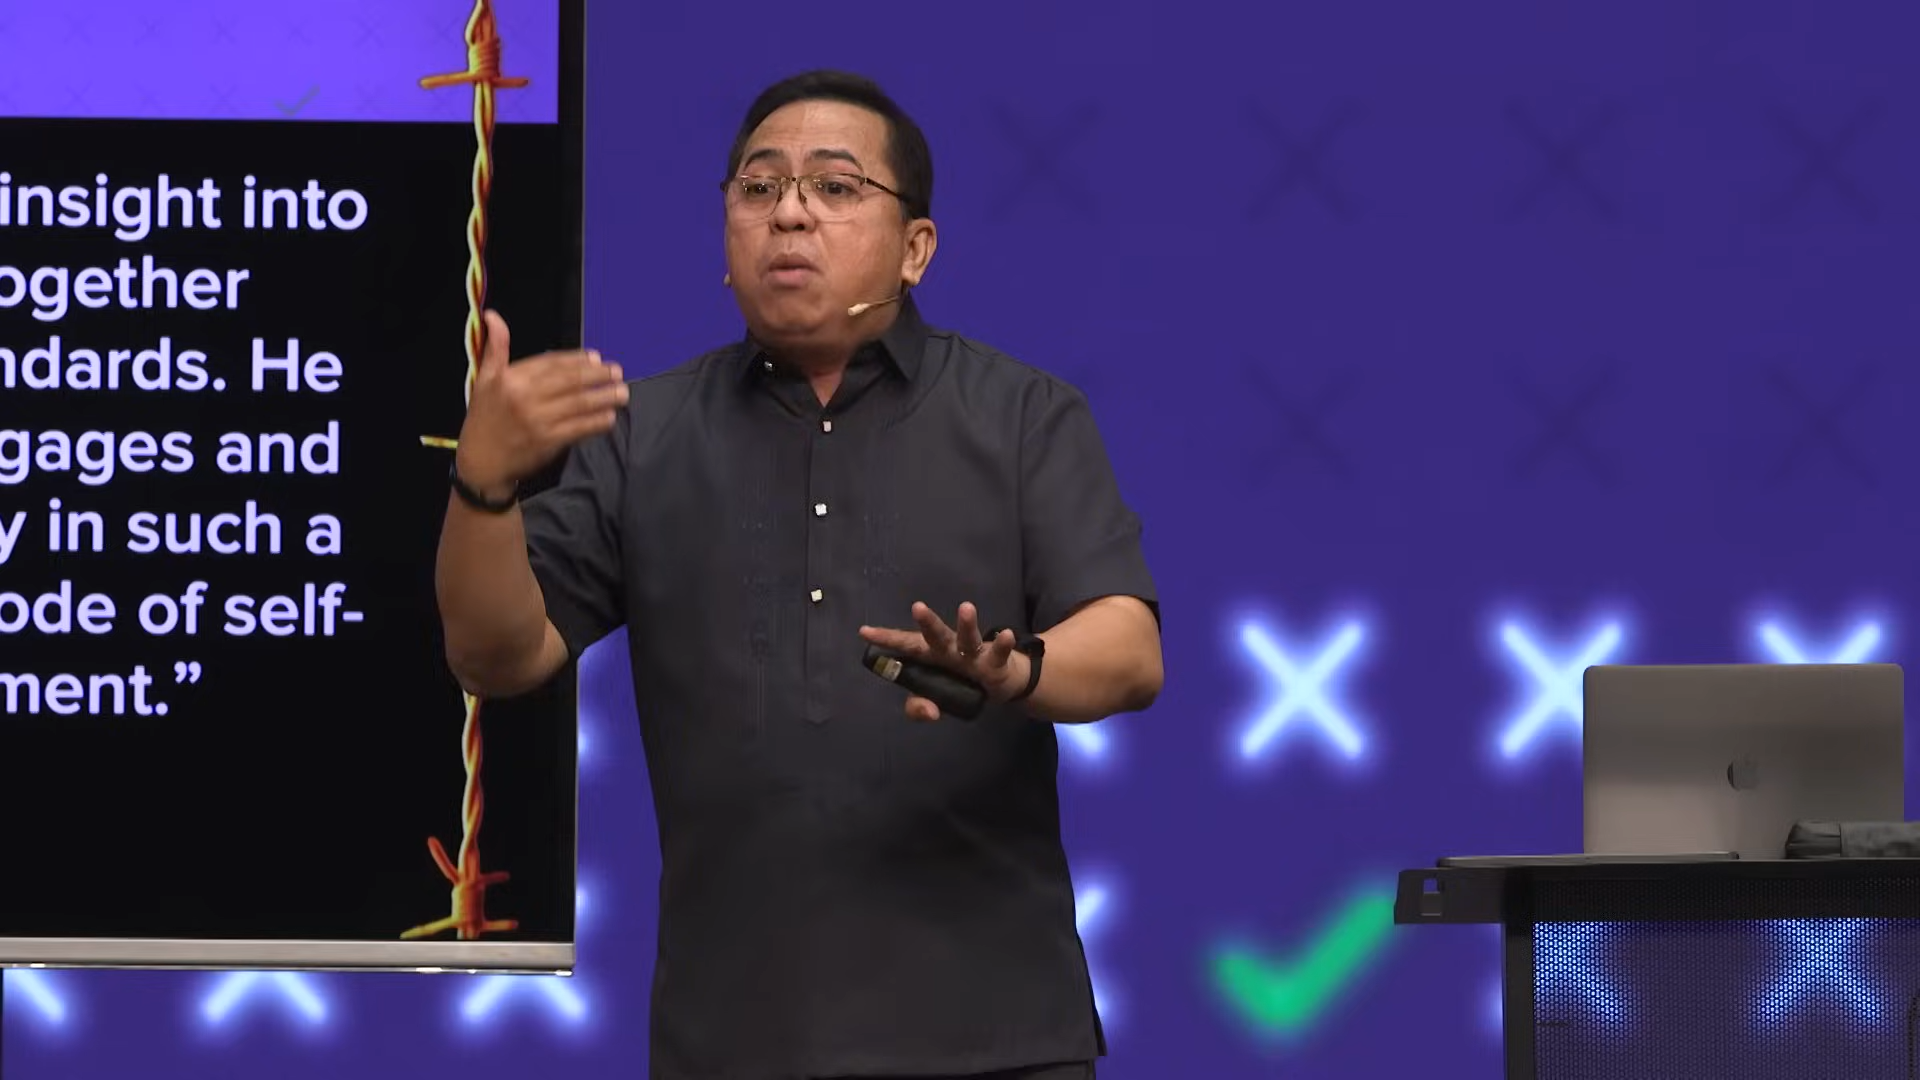 insight into
ogether
ndards. He
gages and
y in such a
ode of self-
ment.”